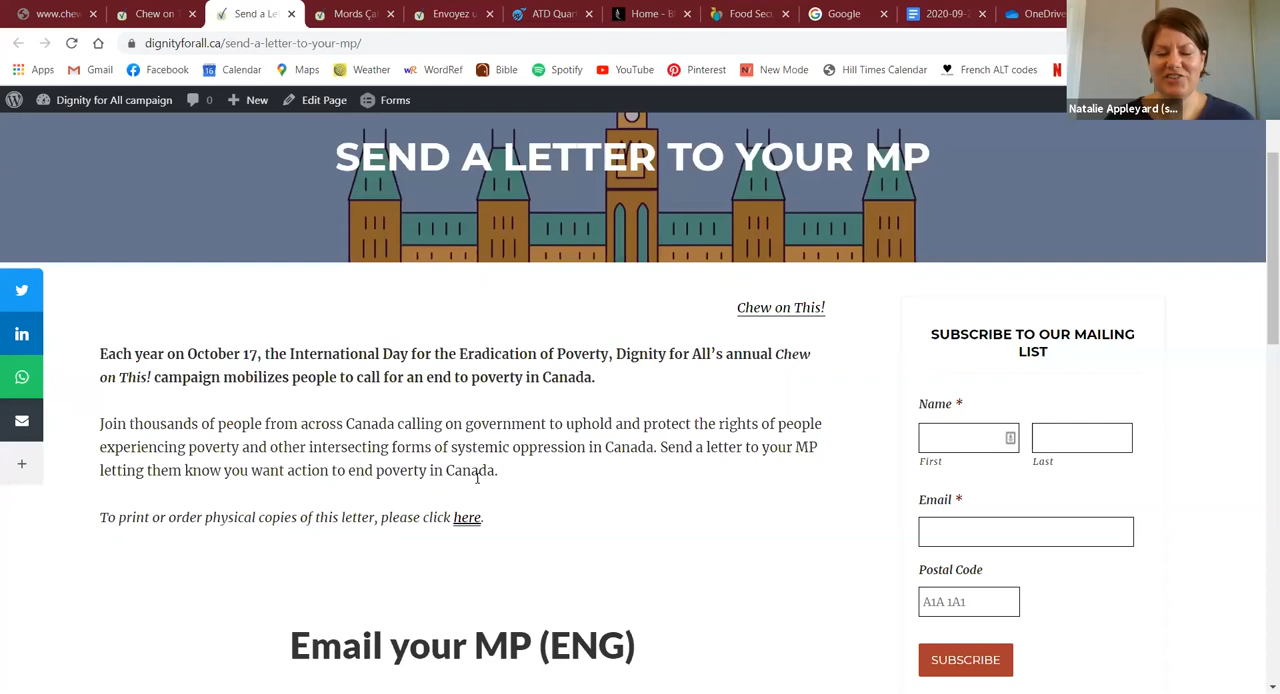 www.chew
Chew on T
Send a Le
Mords Ça
Envoyez u
ATD Quar
Home - Bl
Food Secu
Google
2020-09-2
OneDrive
dignityforall.ca/send-a-letter-to-your-mp/
Apps
Gmail
Facebook
Calendar
Maps
Weather
WordRef
Bible
Spotify
YouTube
Pinterest
New Mode
Hill Times Calendar
French ALT codes
Natalie Appleyard (s...
Dignity for All campaign
0
New
Edit Page
Forms
SEND A LETTER TO YOUR MP
Chew on This!
Each year on October 17, the International Day for the Eradication of Poverty, Dignity for All's annual Chew
on This! campaign mobilizes people to call for an end to poverty in Canada.
Join thousands of people from across Canada calling on government to uphold and protect the rights of people
experiencing poverty and other intersecting forms of systemic oppression in Canada. Send a letter to your MP
letting them know you want action to end poverty in Canada.
To print or order physical copies of this letter, please click here.
Email your MP (ENG)
SUBSCRIBE TO OUR MAILING
LIST
Name *
First
Last
Email *
Postal Code
A1A 1A1
SUBSCRIBE